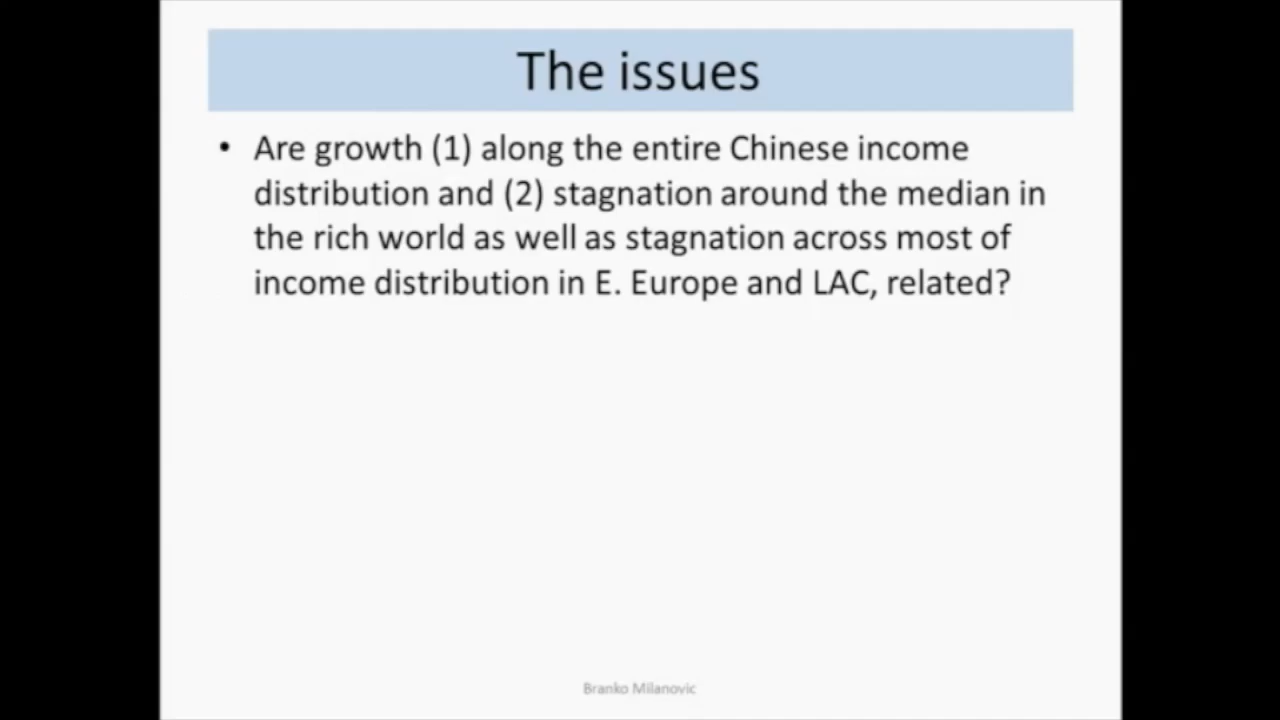 The issues
• Are growth (1) along the entire Chinese income
distribution and (2) stagnation around the median in
the rich world as well as stagnation across most of
income distribution in E. Europe and LAC, related?
Branko Milanovic